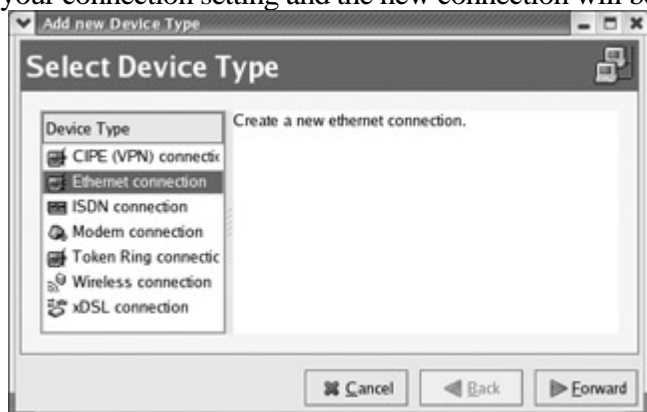 your connection setting and the new connection will be
Add new Device Type
Select Device Type
Device Type
CIPE (VPN) connectic
Ethernet connection
ISDN connection
Modem connection
Token Ring connectic
Wireless connection
xDSL connection
Create a new ethernet connection.
Cancel
Back
Forward